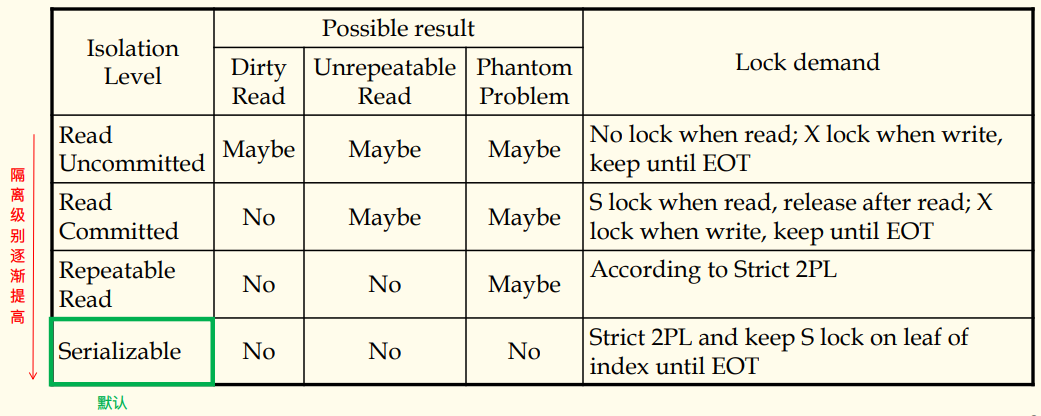 Isolation
Level
Possible result
Lock demand
Dirty
Read
Unrepeatable
Read
Phantom
Problem
Read
Uncommitted
Maybe
Maybe
Maybe
No lock when read; X lock when write,
keep until EOT
Read
Committed
No
Maybe
Maybe
S lock when read, release after read; X
lock when write, keep until EOT
Repeatable
Read
No
No
Maybe
According to Strict 2PL
Serializable
No
No
No
Strict 2PL and keep S lock on leaf of
index until EOT
隔离级别逐渐提高
默认